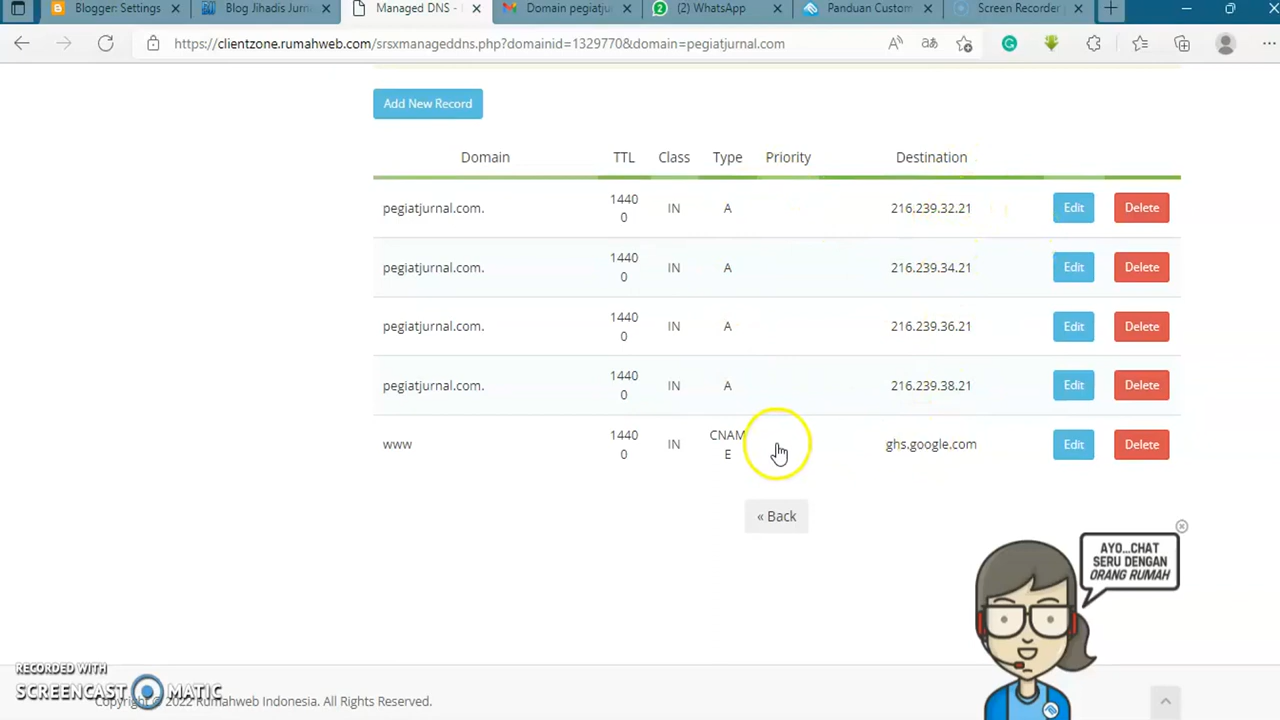 Blogger: Settings
Blog Jihadis Jurna
Managed DNS -
Domain pegiatjur
(2) WhatsApp
Panduan Custom
Screen Recorder
https://clientzone.rumahweb.com/srsxmanageddns.php?domainid=1329770&domain=pegiatjurnal.com
Add New Record
Domain TTL Class Type Priority Destination
pegiatjurnal.com. 1440 IN A 216.239.32.21 Edit Delete
0
pegiatjurnal.com. 1440 IN A 216.239.34.21 Edit Delete
0
pegiatjurnal.com. 1440 IN A 216.239.36.21 Edit Delete
0
pegiatjurnal.com. 1440 IN A 216.239.38.21 Edit Delete
0
www 1440 IN CNAM ghs.google.com Edit Delete
0 E
« Back
AYO...CHAT
SERU DENGAN
ORANG RUMAH
RECORDED WITH
SCREENCAST MATIC
Copyright © 2022 Rumahweb Indonesia. All Rights Reserved.